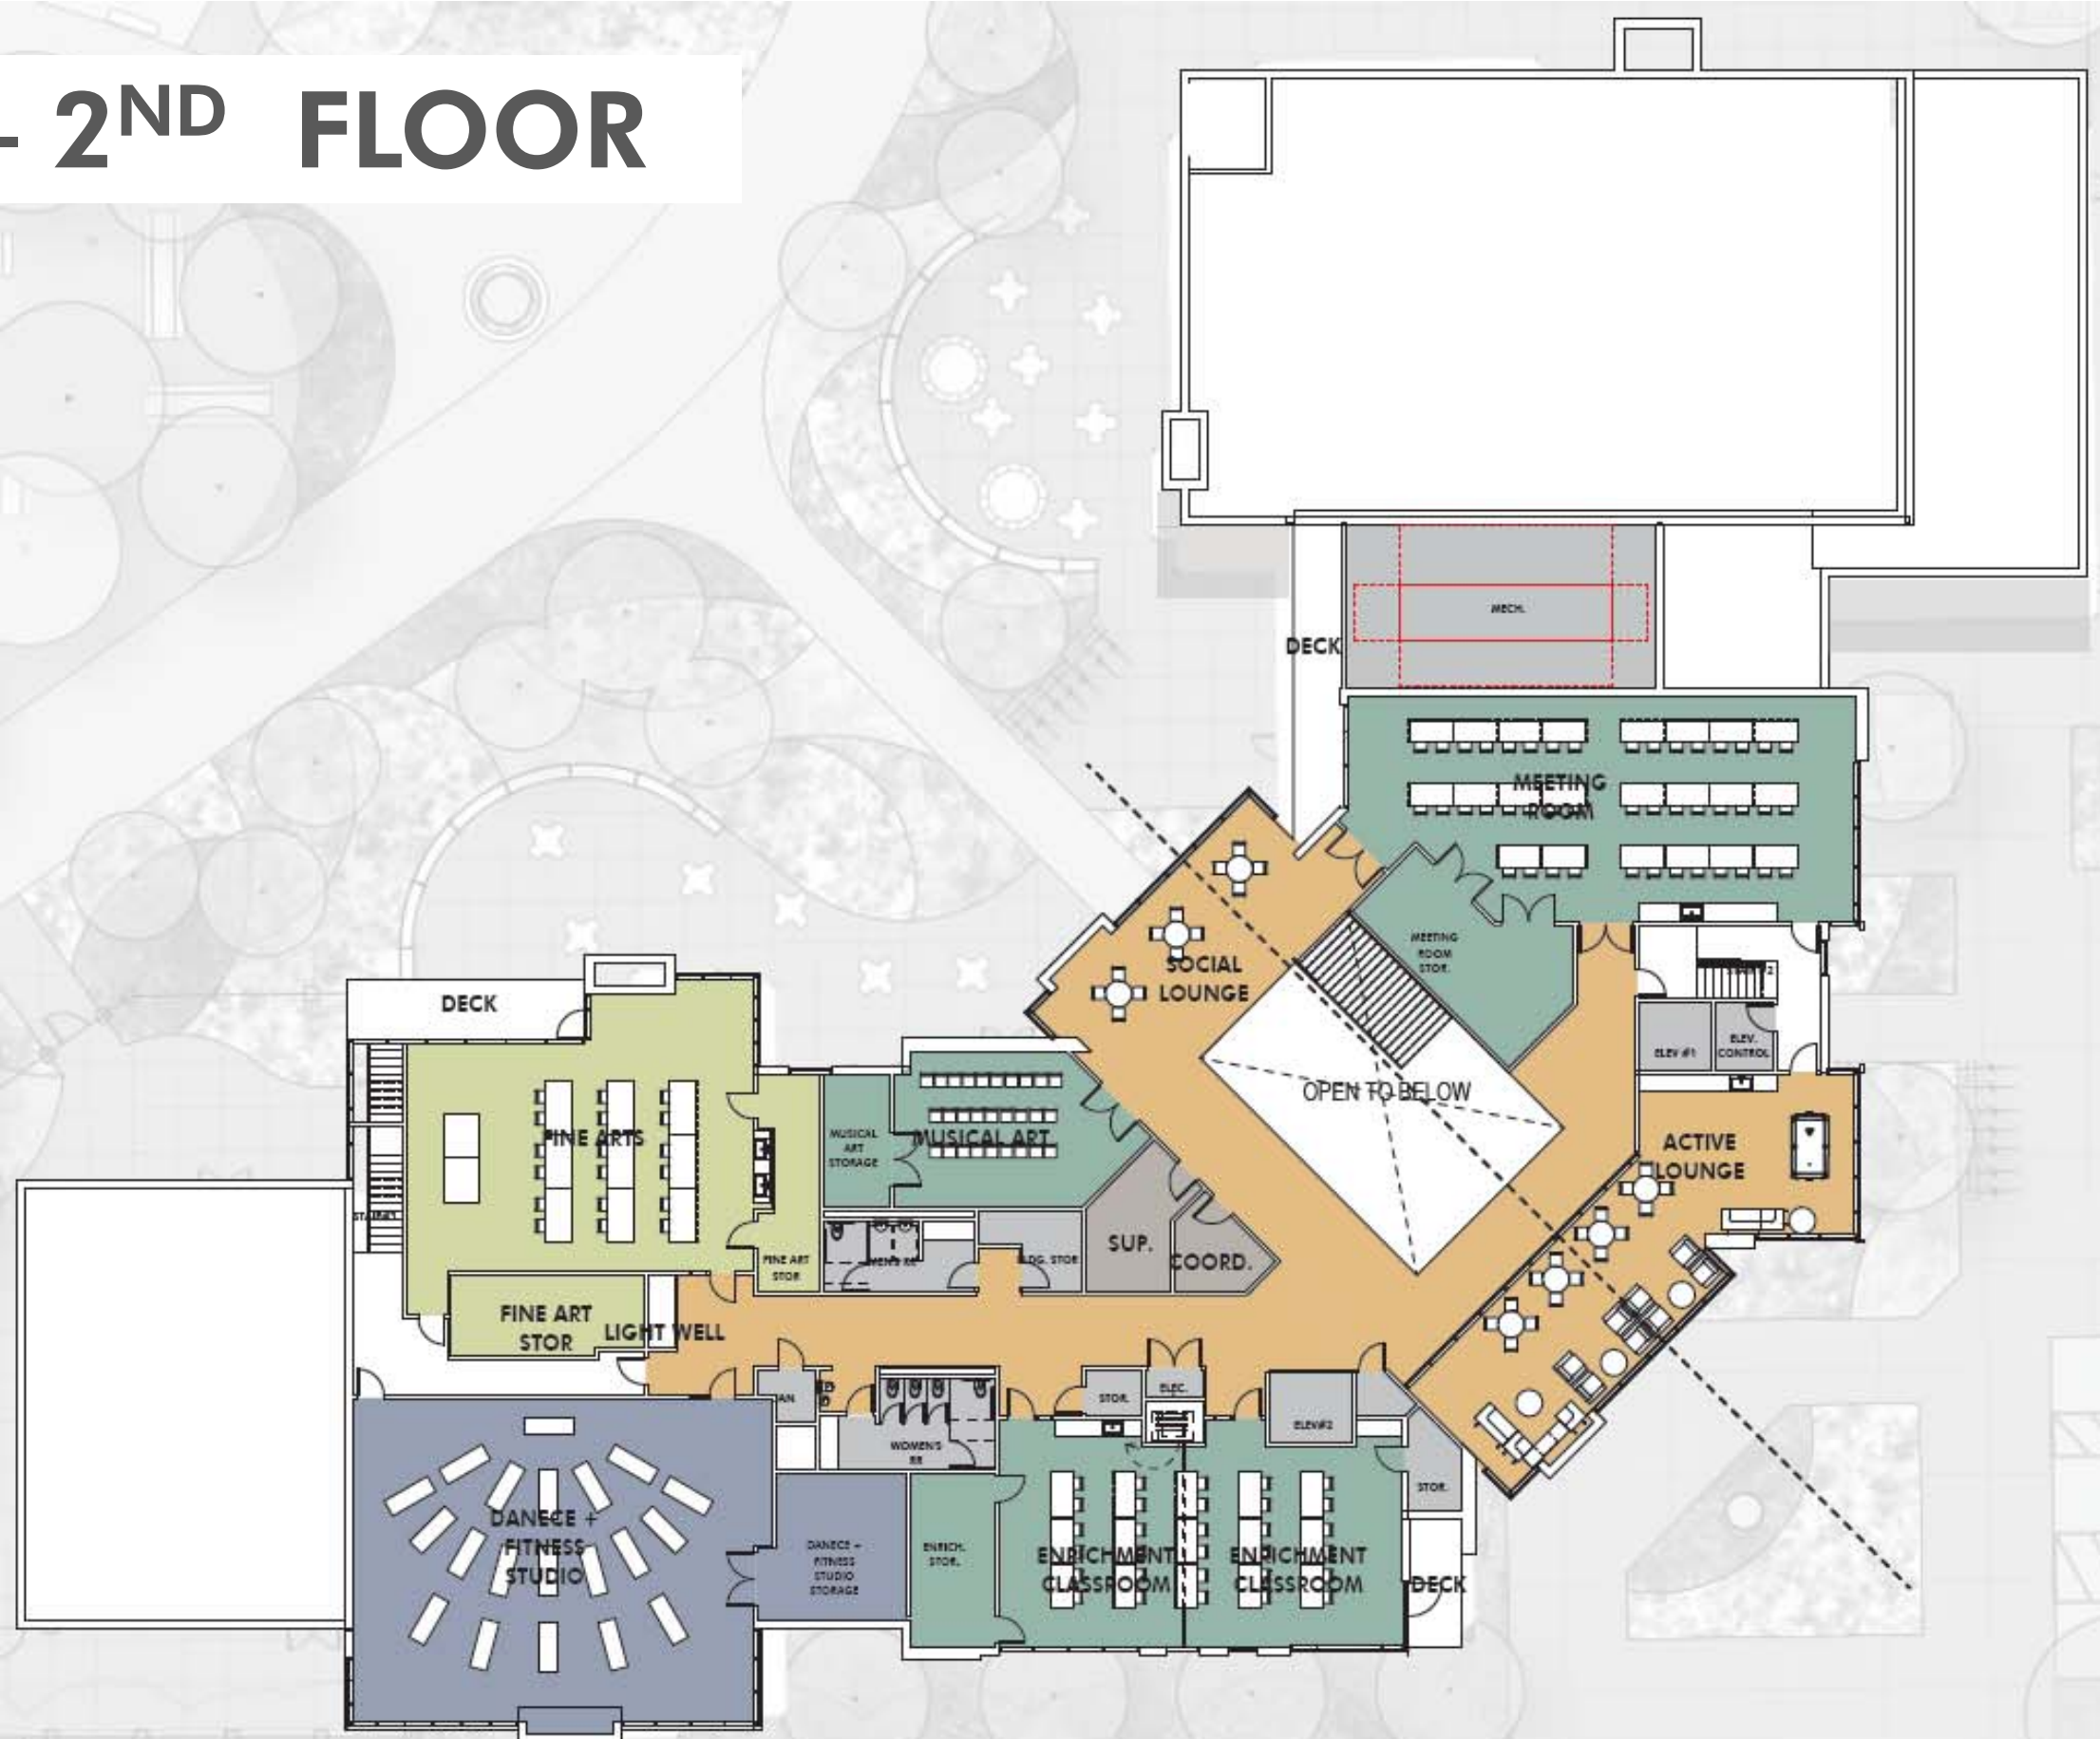 - 2ND FLOOR
MECH.
DECK
MEETING
ROOM
MEETING
ROOM
STOR.
SOCIAL
LOUNGE
ELEV #1
ELEV.
CONTROL
OPEN TO BELOW
ACTIVE
LOUNGE
DECK
FINE ARTS
MUSICAL
ART
STORAGE
MUSICAL ART
FINE ART
STOR
MEN'S RR
STOR
SUP.
COORD.
FINE ART
STOR
LIGHT WELL
STOR.
ELEC.
ELEV#2
WOMEN'S
RR
STOR.
DANECE +
FITNESS
STUDIO
DANECE +
FITNESS
STUDIO
STORAGE
ENRICH.
STOR.
ENRICHMENT
CLASSROOM
ENRICHMENT
CLASSROOM
DECK